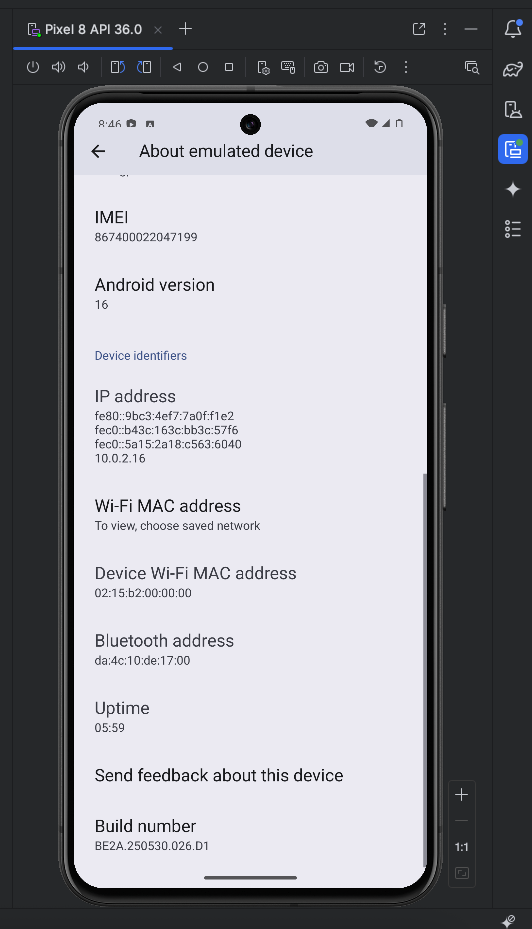 Pixel 8 API 36.0
8:46
About emulated device
IMEI
867400022047199
Android version
16
Device identifiers
IP address
fe80::9bc3:4ef7:7a0f:f1e2
fec0::b43c:163c:bb3c:57f6
fec0::5a15:2a18:c563:6040
10.0.2.16
Wi-Fi MAC address
To view, choose saved network
Device Wi-Fi MAC address
02:15:b2:00:00:00
Bluetooth address
da:4c:10:de:17:00
Uptime
05:59
Send feedback about this device
Build number
BE2A.250530.026.D1
1:1